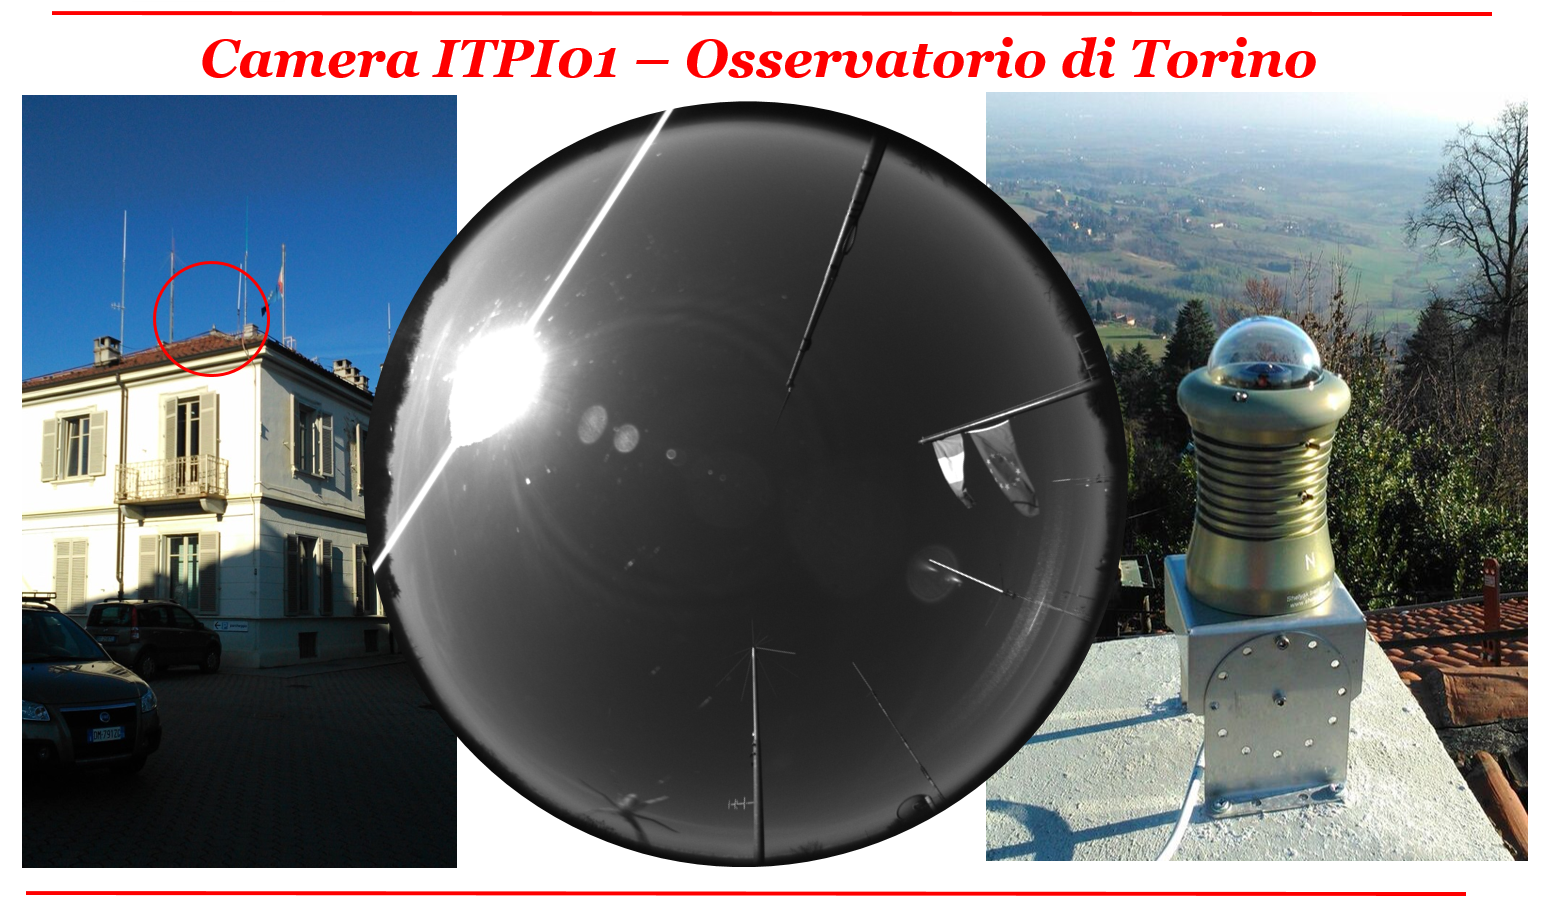 Camera ITPI01 – Osservatorio di Torino
N